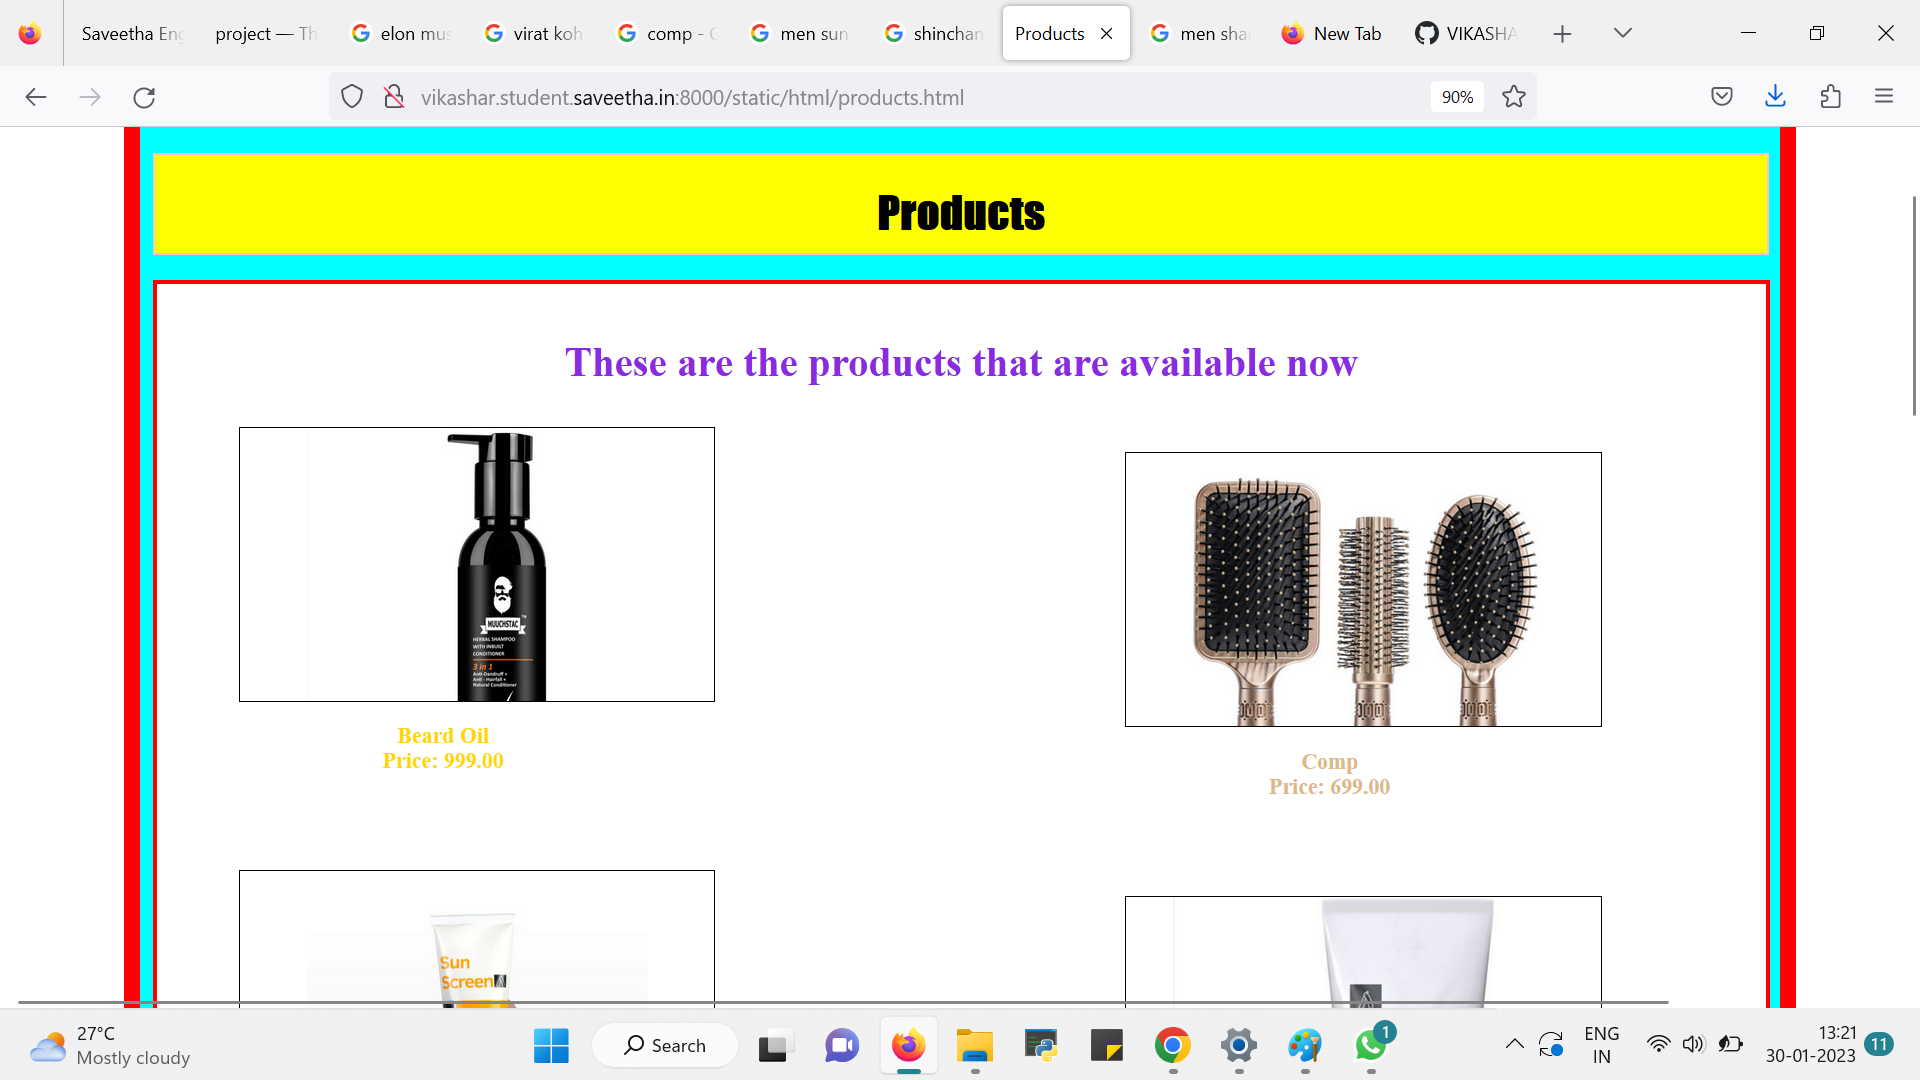 Saveetha Eng
project — Th
elon mus
virat koh
comp - G
men sun
shinchan
Products
men sha
New Tab
VIKASHA
vikashar.student.saveetha.in:8000/static/html/products.html
90%
Products
These are the products that are available now
MUUCHSTAC
HERBAL SHAMPOO
WITH INBUILT
CONDITIONER
3 in 1
Anti-Dandruff +
Anti - Hairfall +
Natural Conditioner
Beard Oil
Price: 999.00
Comp
Price: 699.00
Sun
Screen
27°C
Mostly cloudy
Search
1
ENG
IN
13:21
30-01-2023
11